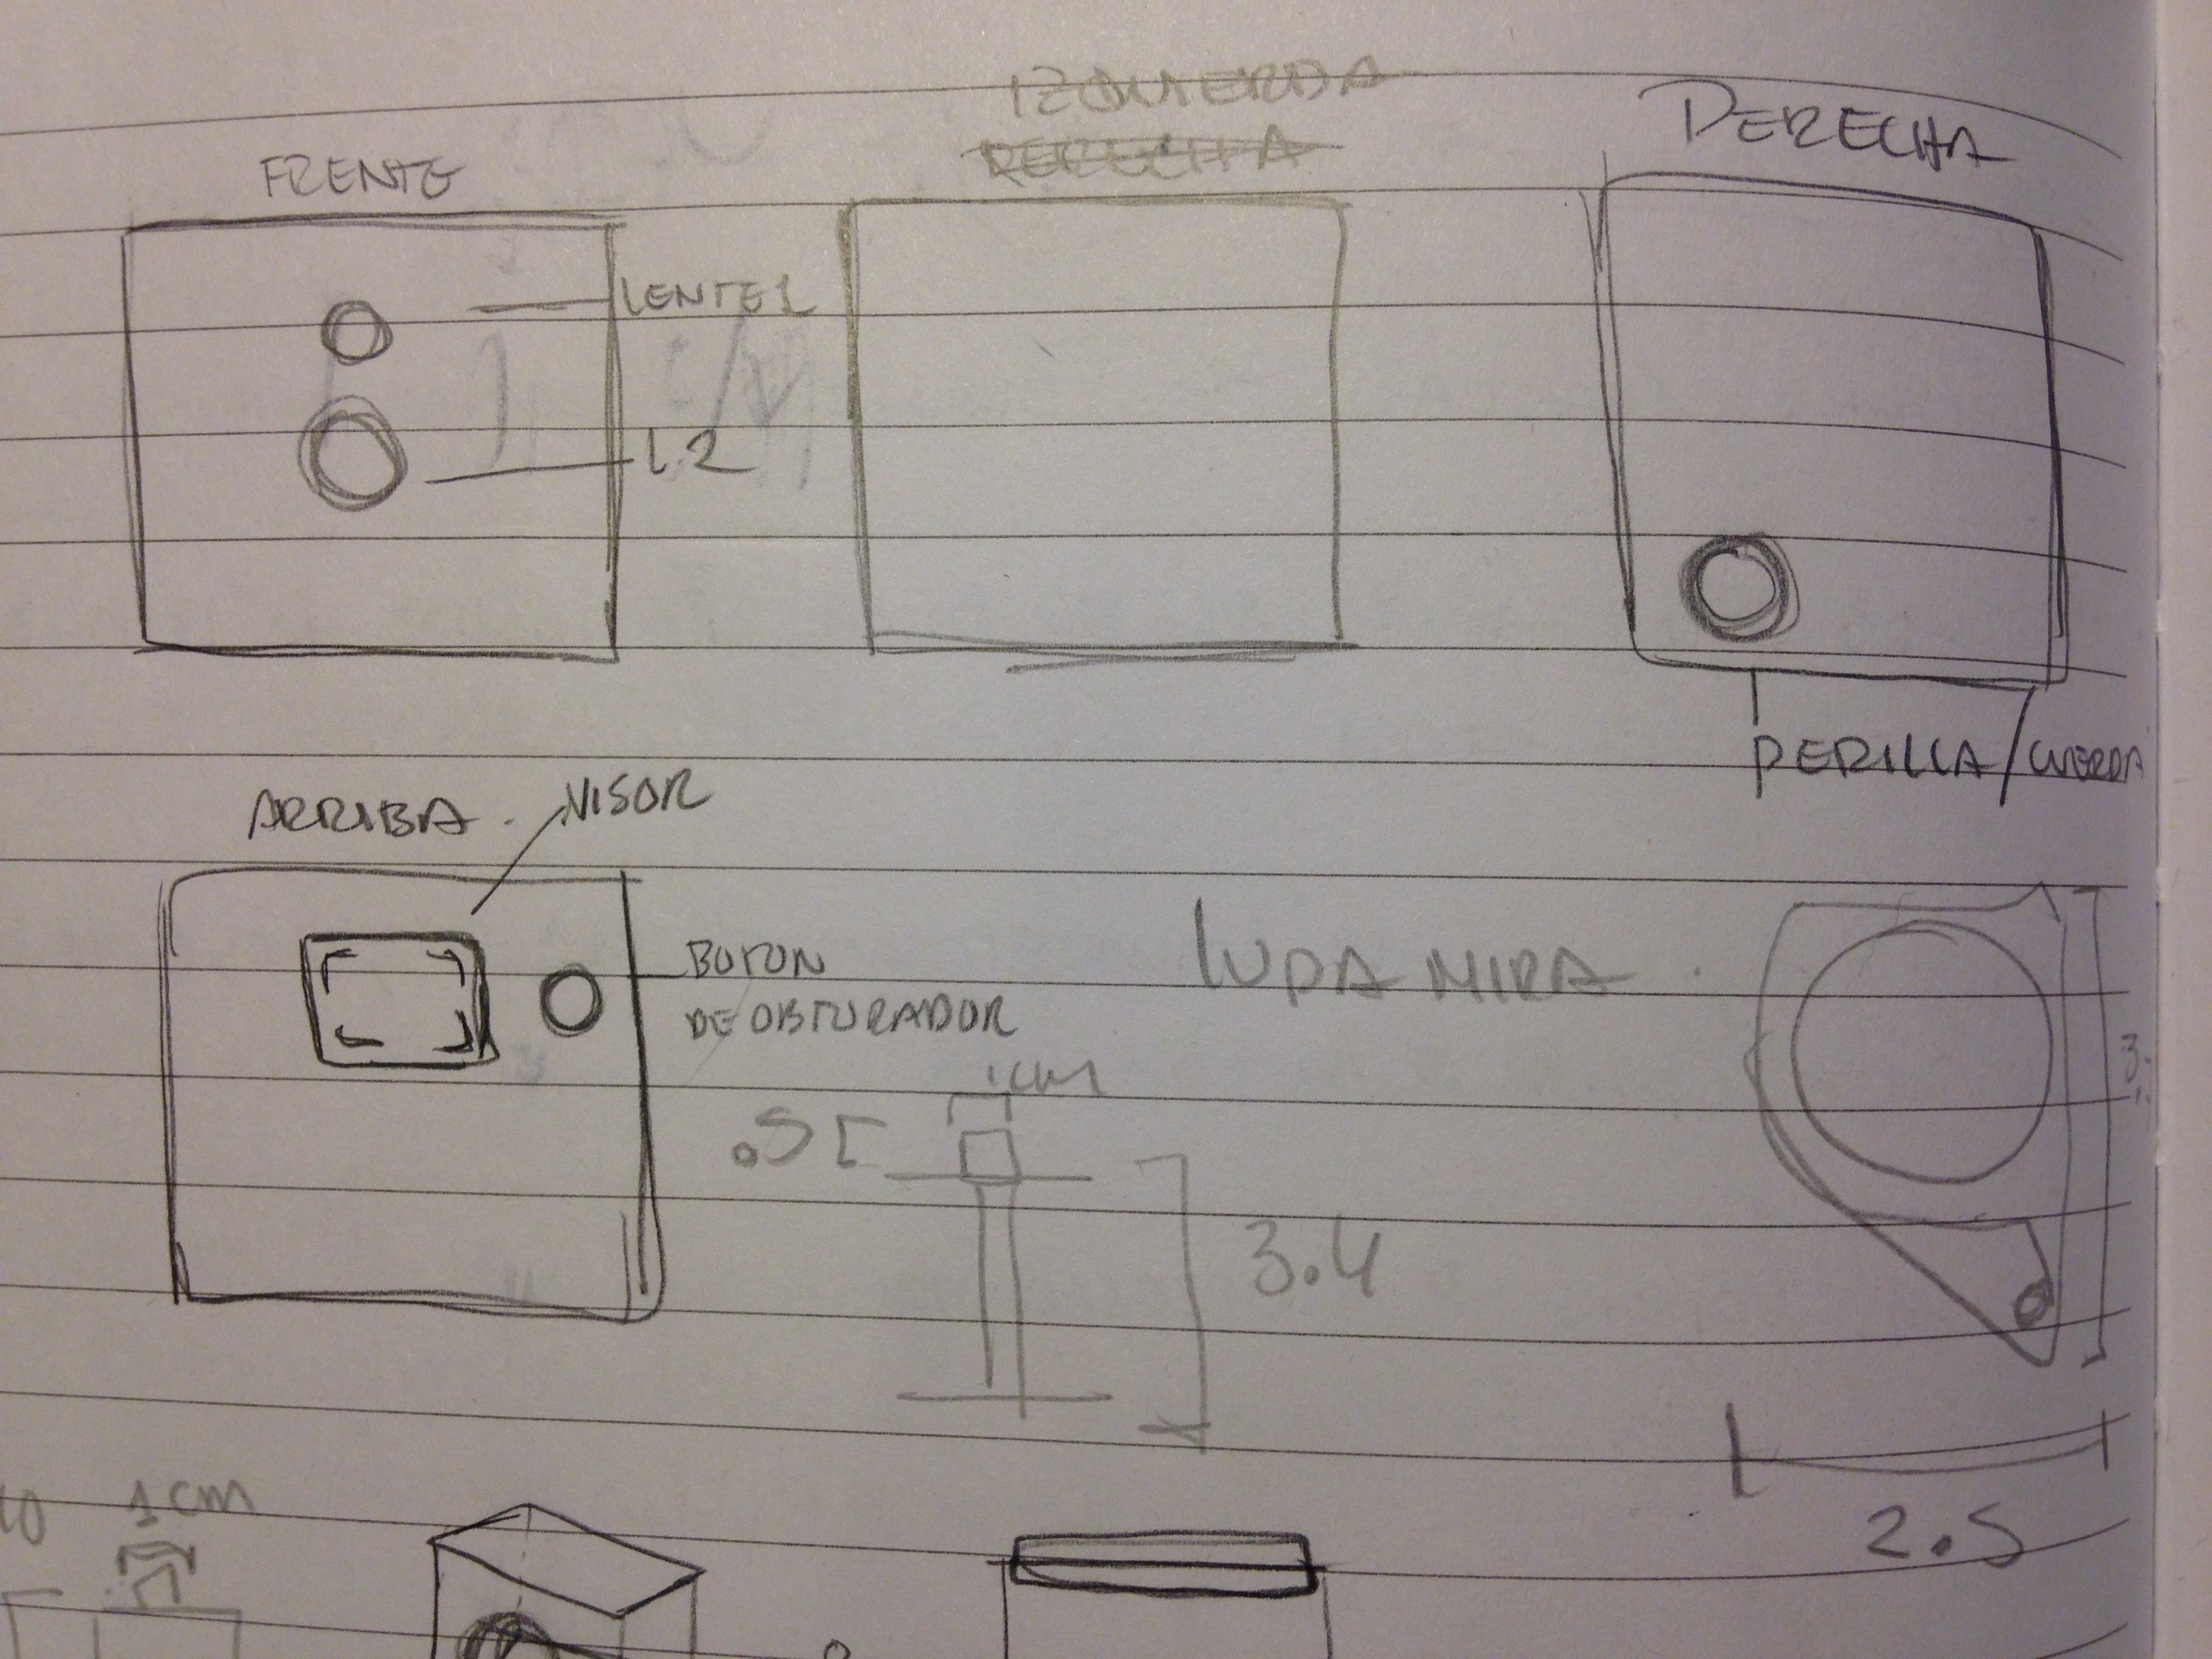 IZQUIERDA
DERECHA
DERECHA
FRENTE
LENTE 1
L2
PERILLA/CUERDA
ARRIBA.
VISOR
BOTON
DE OBTURADOR
LUPA MIRA.
1cm
.5
3.4
3.
2.5
1cm